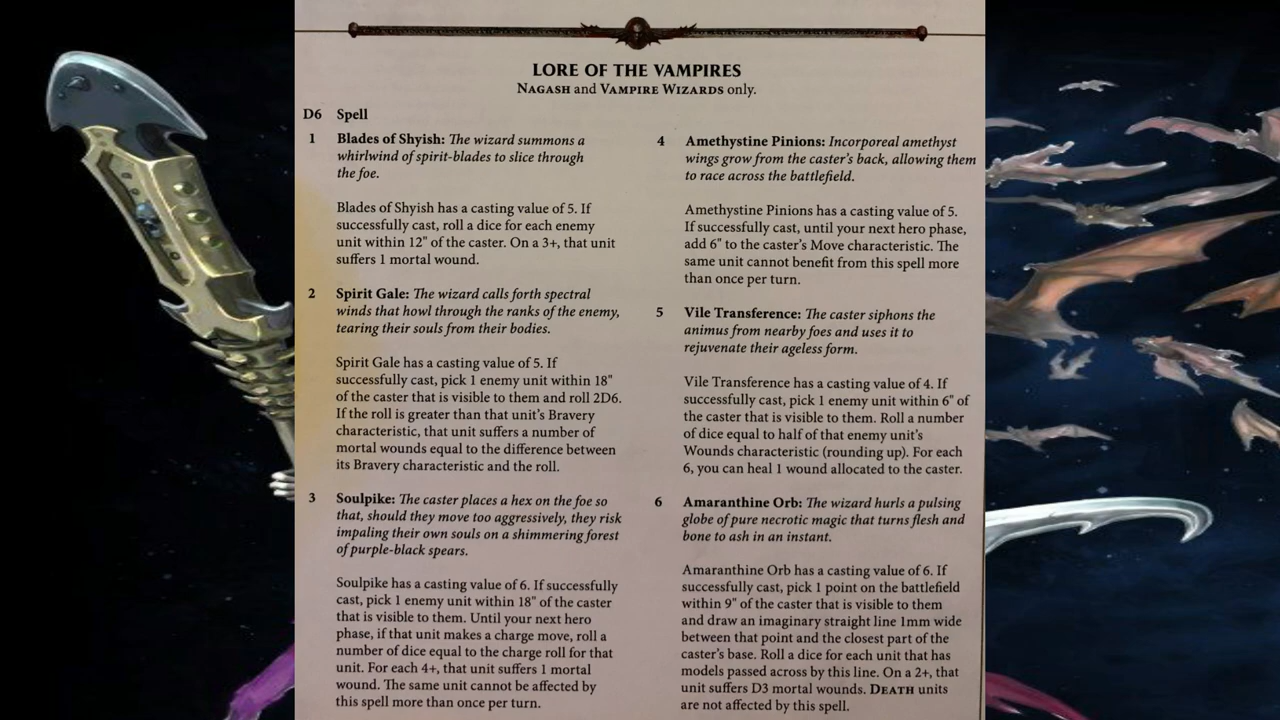 LORE OF THE VAMPIRES
NAGASH and VAMPIRE WIZARDS only.
D6 Spell
1 Blades of Shyish: The wizard summons a
whirlwind of spirit-blades to slice through
the foe.
Blades of Shyish has a casting value of 5. If
successfully cast, roll a dice for each enemy
unit within 12" of the caster. On a 3+, that unit
suffers 1 mortal wound.
2 Spirit Gale: The wizard calls forth spectral
winds that howl through the ranks of the enemy,
tearing their souls from their bodies.
Spirit Gale has a casting value of 5. If
successfully cast, pick 1 enemy unit within 18"
of the caster that is visible to them and roll 2D6.
If the roll is greater than that unit's Bravery
characteristic, that unit suffers a number of
mortal wounds equal to the difference between
its Bravery characteristic and the roll.
3 Soulpike: The caster places a hex on the foe so
that, should they move too aggressively, they risk
impaling their own souls on a shimmering forest
of purple-black spears.
Soulpike has a casting value of 6. If successfully
cast, pick 1 enemy unit within 18" of the caster
that is visible to them. Until your next hero
phase, if that unit makes a charge move, roll a
number of dice equal to the charge roll for that
unit. For each 4+, that unit suffers 1 mortal
wound. The same unit cannot be affected by
this spell more than once per turn.
4 Amethystine Pinions: Incorporeal amethyst
wings grow from the caster's back, allowing them
to race across the battlefield.
Amethystine Pinions has a casting value of 5.
If successfully cast, until your next hero phase,
add 6" to the caster's Move characteristic. The
same unit cannot benefit from this spell more
than once per turn.
5 Vile Transference: The caster siphons the
animus from nearby foes and uses it to
rejuvenate their ageless form.
Vile Transference has a casting value of 4. If
successfully cast, pick 1 enemy unit within 6" of
the caster that is visible to them. Roll a number
of dice equal to half of that enemy unit's
Wounds characteristic (rounding up). For each
6, you can heal 1 wound allocated to the caster.
6 Amaranthine Orb: The wizard hurls a pulsing
globe of pure necrotic magic that turns flesh and
bone to ash in an instant.
Amaranthine Orb has a casting value of 6. If
successfully cast, pick 1 point on the battlefield
within 9" of the caster that is visible to them
and draw an imaginary straight line 1mm wide
between that point and the closest part of the
caster's base. Roll a dice for each unit that has
models passed across by this line. On a 2+, that
unit suffers D3 mortal wounds. DEATH units
are not affected by this spell.